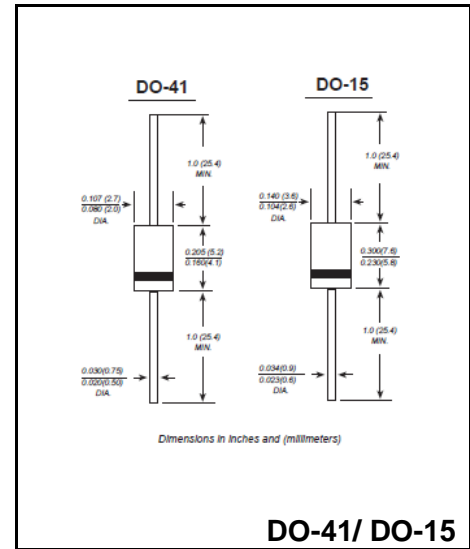 DO-41
DO-15
1.0 (25.4)
MIN.
1.0 (25.4)
MIN.
0.107 (2.7)
0.080 (2.0)
DIA.
0.140 (3.6)
0.104(2.6)
DIA.
0.205 (5.2)
0.160(4.1)
0.300(7.6)
0.230(5.8)
1.0 (25.4)
MIN.
1.0 (25.4)
MIN.
0.030(0.75)
0.020(0.50)
DIA.
0.034(0.9)
0.023(0.6)
DIA.
Dimensions in inches and (millimeters)
DO-41/ DO-15